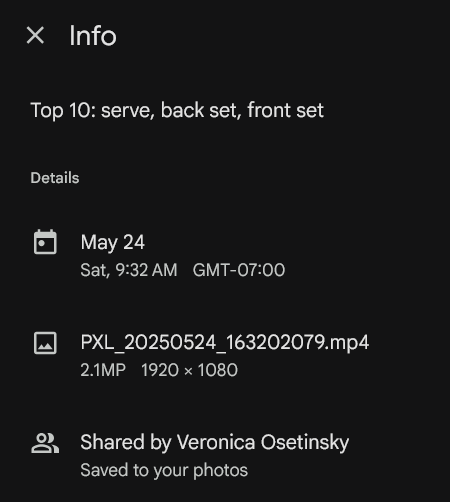 Info
Top 10: serve, back set, front set
Details
May 24
Sat, 9:32 AM GMT-07:00
PXL_20250524_163202079.mp4
2.1MP 1920 × 1080
Shared by Veronica Osetinsky
Saved to your photos